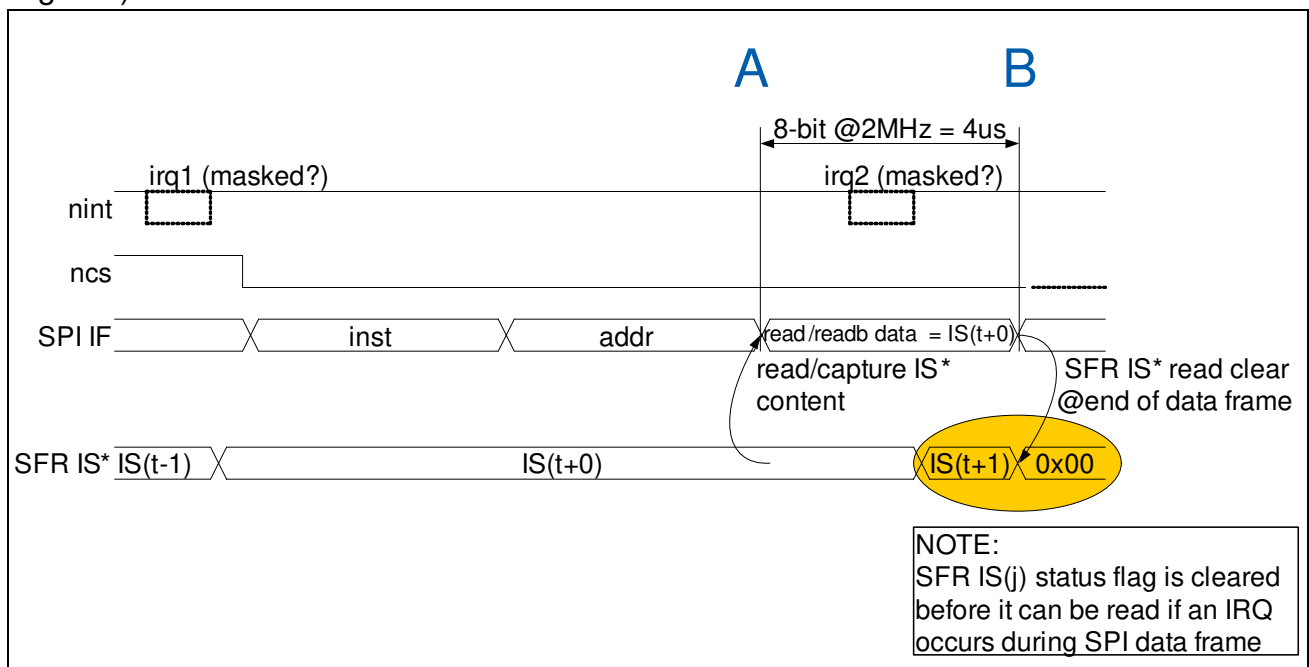 A B
8-bit @2MHz = 4us
irq1 (masked?) irq2 (masked?)
nint
ncs
SPI IF inst addr read/readb data = IS(t+0)
read/capture IS*
content
SFR IS* read clear
@end of data frame
SFR IS* IS(t-1) IS(t+0) IS(t+1) 0x00
NOTE:
SFR IS(j) status flag is cleared
before it can be read if an IRQ
occurs during SPI data frame